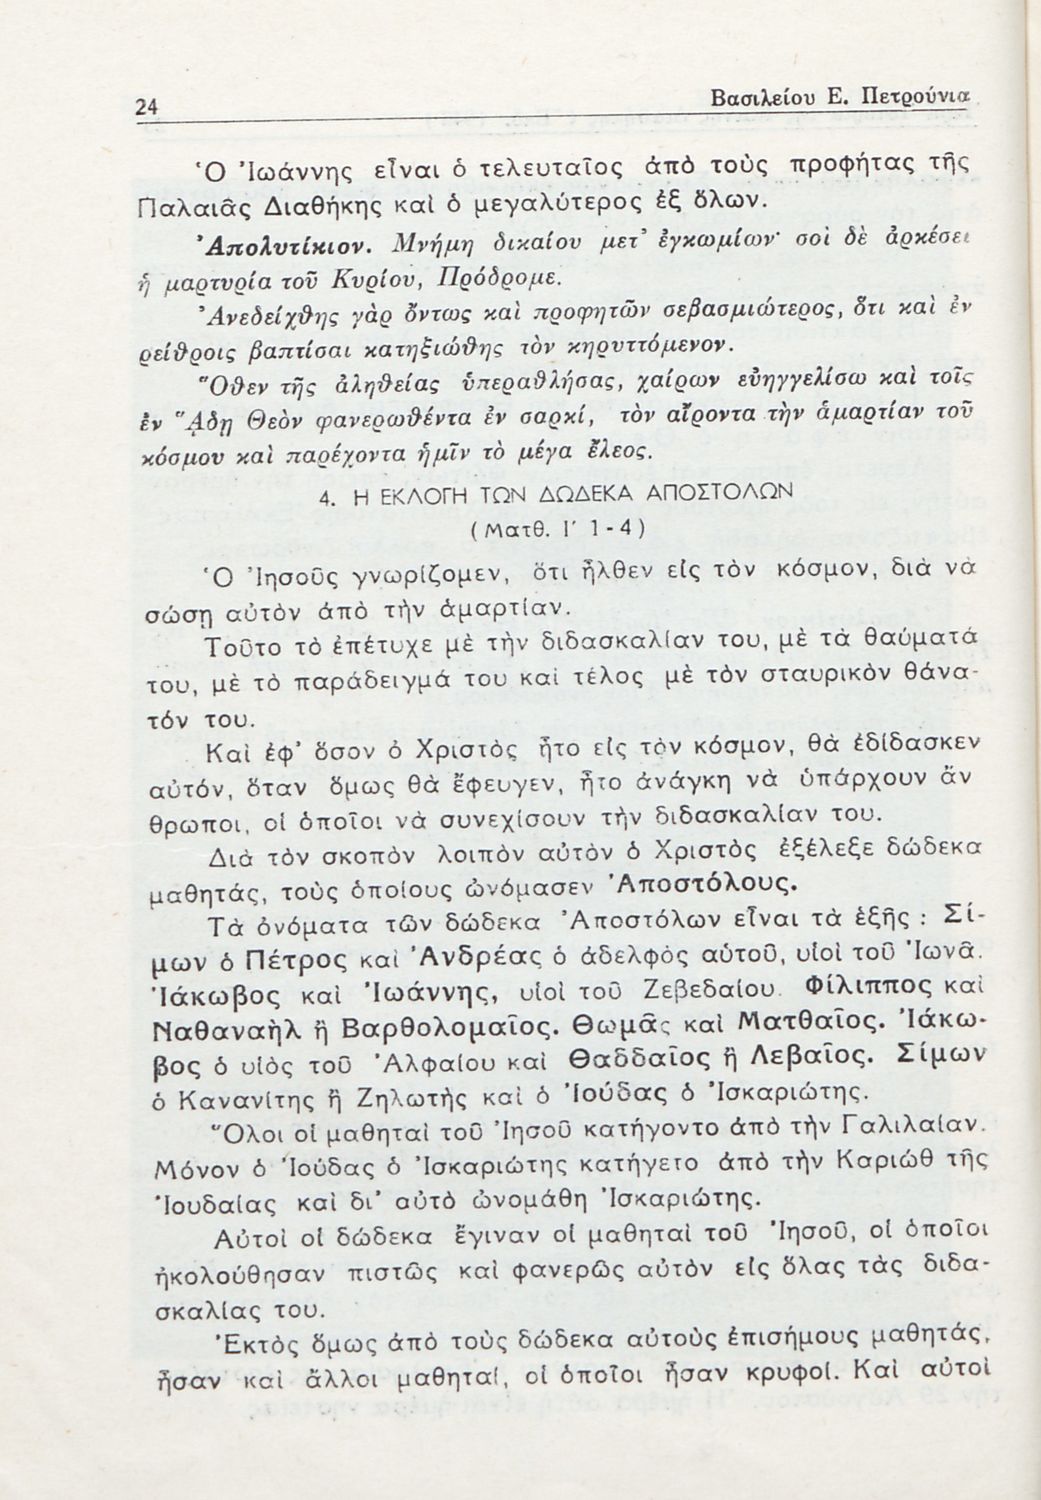 24
Βασιλείου Ε. Πετρούνια
Ὁ Ἰωάννης εἶναι ὁ τελευταῖος ἀπὸ τοὺς προφήτας τῆς
Παλαιᾶς Διαθήκης καὶ ὁ μεγαλύτερος ἐξ ὅλων.
Ἀπολυτίκιον. Μνήμη δικαίου μετ’ ἐγκωμίων· σοὶ δὲ ἀρκέσει
ἡ μαρτυρία τοῦ Κυρίου, Πρόδρομε.
Ἀνεδείχθης γὰρ ὄντως καὶ προφητῶν σεβασμιώτερος, ὅτι καὶ ἐν
ρείθροις βαπτίσαι κατηξιώθης τὸν κηρυττόμενον.
Ὅθεν τῆς ἀληθείας ὑπεραθλήσας, χαίρων εὐηγγελίσω καὶ τοῖς
ἐν ᾍδῃ Θεὸν φανερωθέντα ἐν σαρκί, τὸν αἴροντα τὴν ἁμαρτίαν τοῦ
κόσμου καὶ παρέχοντα ἡμῖν τὸ μέγα ἔλεος.
4. Η ΕΚΛΟΓΗ ΤΩΝ ΔΩΔΕΚΑ ΑΠΟΣΤΟΛΩΝ
(Ματθ. Ι΄ 1-4)
Ὁ Ἰησοῦς γνωρίζομεν, ὅτι ἦλθεν εἰς τὸν κόσμον, διὰ νὰ
σώσῃ αὐτὸν ἀπὸ τὴν ἁμαρτίαν.
Τοῦτο τὸ ἐπέτυχε μὲ τὴν διδασκαλίαν του, μὲ τὰ θαύματά
του, μὲ τὸ παράδειγμά του καὶ τέλος μὲ τὸν σταυρικὸν θάνα-
τόν του.
Καὶ ἐφ’ ὅσον ὁ Χριστὸς ἦτο εἰς τὸν κόσμον, θὰ ἐδίδασκεν
αὐτόν, ὅταν ὅμως θὰ ἔφευγεν, ἦτο ἀνάγκη νὰ ὑπάρχουν ἄν
θρωποι, οἱ ὁποῖοι νὰ συνεχίσουν τὴν διδασκαλίαν του.
Διὰ τὸν σκοπὸν λοιπὸν αὐτὸν ὁ Χριστὸς ἐξέλεξε δώδεκα
μαθητάς, τοὺς ὁποίους ὠνόμασεν Ἀποστόλους.
Τὰ ὀνόματα τῶν δώδεκα Ἀποστόλων εἶναι τὰ ἑξῆς : Σί-
μων ὁ Πέτρος καὶ Ἀνδρέας ὁ ἀδελφὸς αὐτοῦ, υἱοὶ τοῦ Ἰωνᾶ.
Ἰάκωβος καὶ Ἰωάννης, υἱοὶ τοῦ Ζεβεδαίου. Φίλιππος καὶ
Ναθαναὴλ ἢ Βαρθολομαῖος. Θωμᾶς καὶ Ματθαῖος. Ἰάκω-
βος ὁ υἱὸς τοῦ Ἀλφαίου καὶ Θαδδαῖος ἢ Λεβαῖος. Σίμων
ὁ Κανανίτης ἢ Ζηλωτὴς καὶ ὁ Ἰούδας ὁ Ἰσκαριώτης.
Ὅλοι οἱ μαθηταὶ τοῦ Ἰησοῦ κατήγοντο ἀπὸ τὴν Γαλιλαίαν.
Μόνον ὁ Ἰούδας ὁ Ἰσκαριώτης κατήγετο ἀπὸ τὴν Καριὼθ τῆς
Ἰουδαίας καὶ δι’ αὐτὸ ὠνομάθη Ἰσκαριώτης.
Αὐτοὶ οἱ δώδεκα ἔγιναν οἱ μαθηταὶ τοῦ Ἰησοῦ, οἱ ὁποῖοι
ἠκολούθησαν πιστῶς καὶ φανερῶς αὐτὸν εἰς ὅλας τὰς διδα-
σκαλίας του.
Ἐκτὸς ὅμως ἀπὸ τοὺς δώδεκα αὐτοὺς ἐπισήμους μαθητάς,
ἦσαν καὶ ἄλλοι μαθηταί, οἱ ὁποῖοι ἦσαν κρυφοί. Καὶ αὐτοὶ